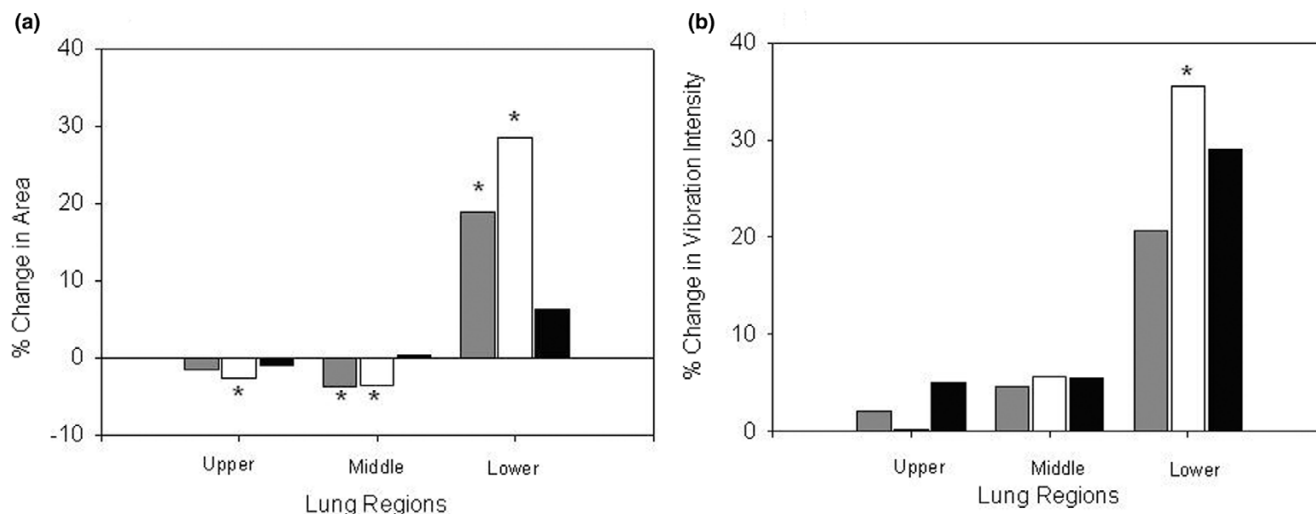 (a)
40
30
20
10
0
-10
% Change in Area
*
*
*
*
*
Upper
Middle
Lower
Lung Regions
(b)
40
30
20
10
0
% Change in Vibration Intensity
*
Upper
Middle
Lower
Lung Regions